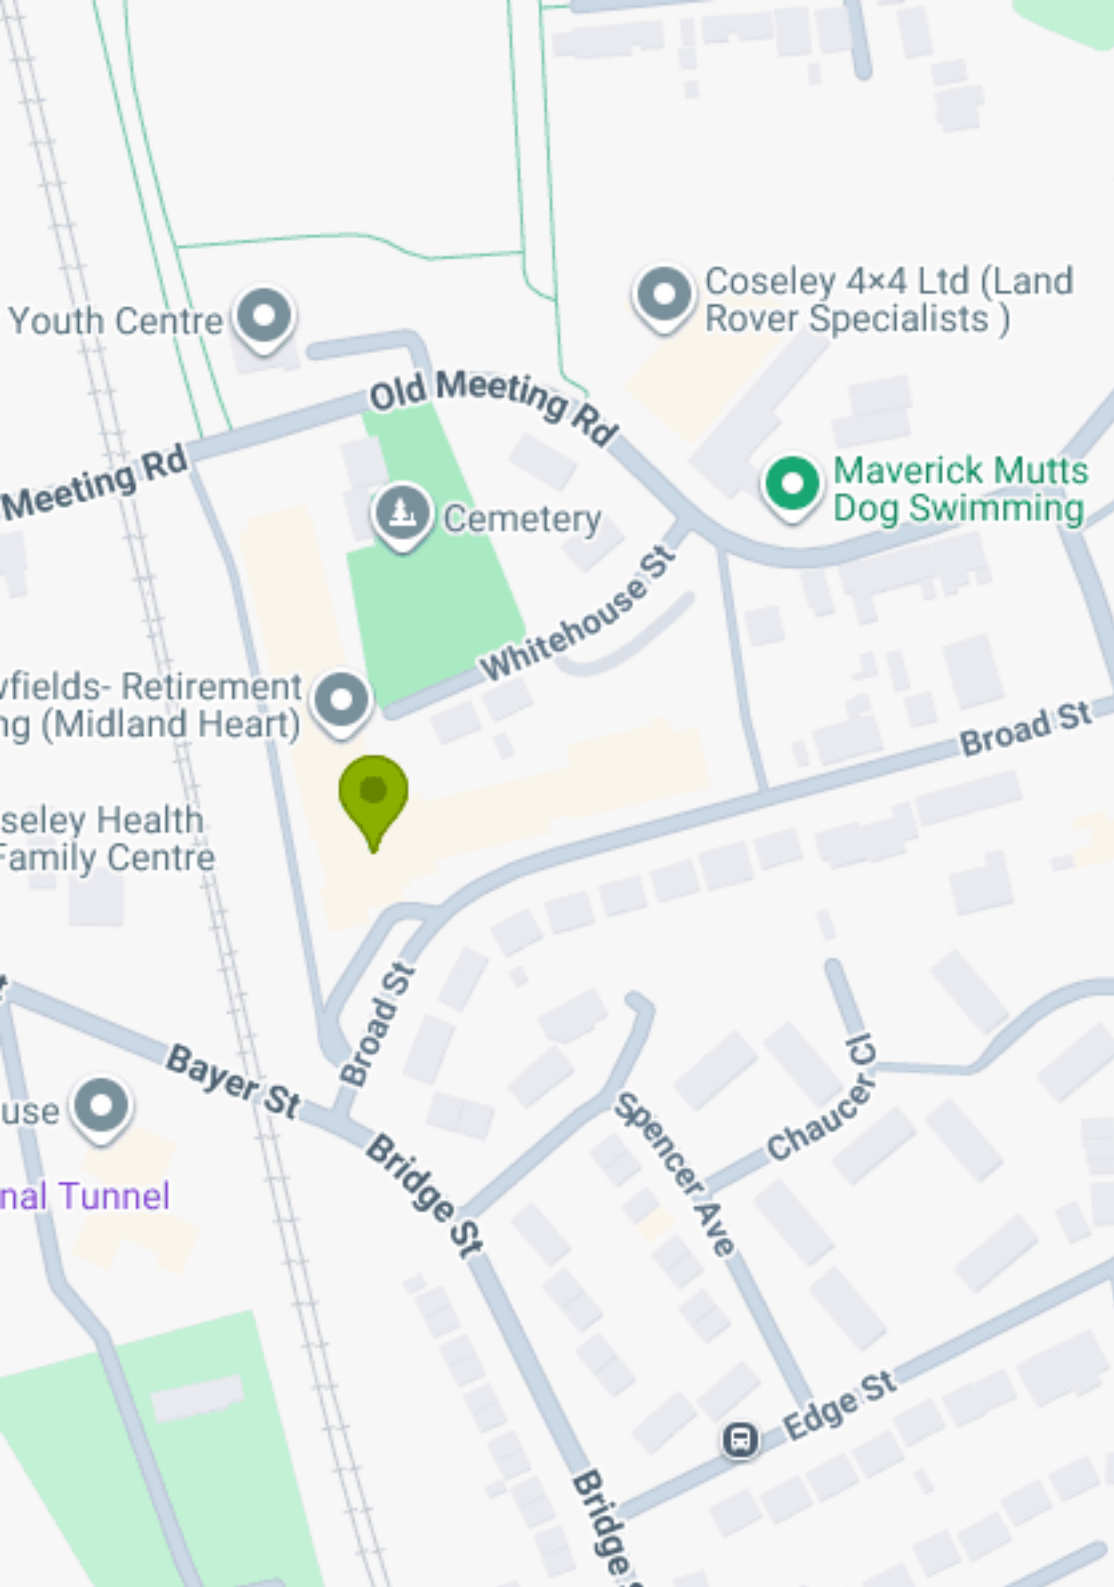 Coseley 4×4 Ltd (Land
Rover Specialists )
Youth Centre
Old Meeting Rd
Meeting Rd
Maverick Mutts
Dog Swimming
Cemetery
Whitehouse St
vfields- Retirement
ng (Midland Heart)
Broad St
seley Health
Family Centre
Broad St
Bayer St
Chaucer Cl
use
Spencer Ave
Bridge St
nal Tunnel
Edge St
Bridge S